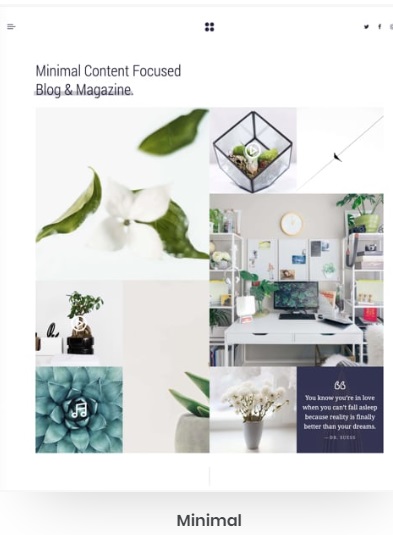 Minimal Content Focused
Blog & Magazine.
You know you're in love
when you can't fall asleep
because reality is finally
better than your dreams.
— DR. SUESS
Minimal